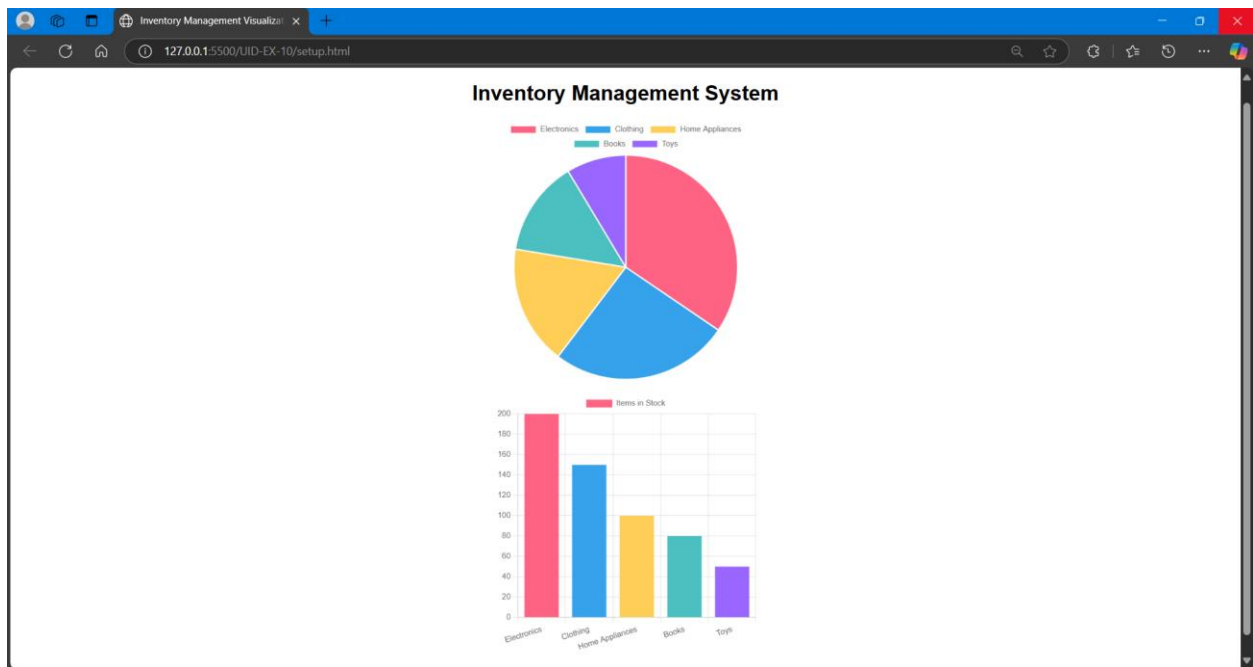 Inventory Management Visualizat
127.0.0.1:5500/UID-EX-10/setup.html
Inventory Management System
Electronics Clothing Home Appliances
Books Toys
Items in Stock
200
180
160
140
120
100
80
60
40
20
0
Electronics Clothing Home Appliances Books Toys